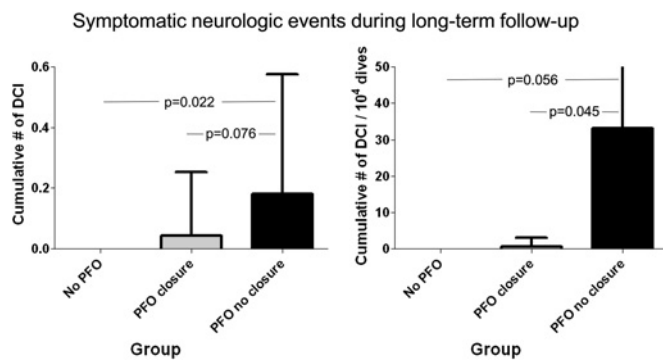 Symptomatic neurologic events during long-term follow-up
Cumulative # of DCI
0.6
0.4
0.2
0.0
p=0.022
p=0.076
No PFO
PFO closure
PFO no closure
Group
Cumulative # of DCI / 10⁴ dives
50
40
30
20
10
0
p=0.056
p=0.045
No PFO
PFO closure
PFO no closure
Group